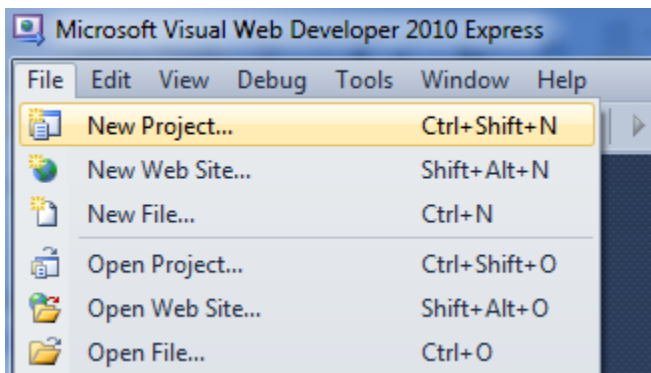 Microsoft Visual Web Developer 2010 Express
File Edit View Debug Tools Window Help
New Project... Ctrl+Shift+N
New Web Site... Shift+Alt+N
New File... Ctrl+N
Open Project... Ctrl+Shift+O
Open Web Site... Shift+Alt+O
Open File... Ctrl+O